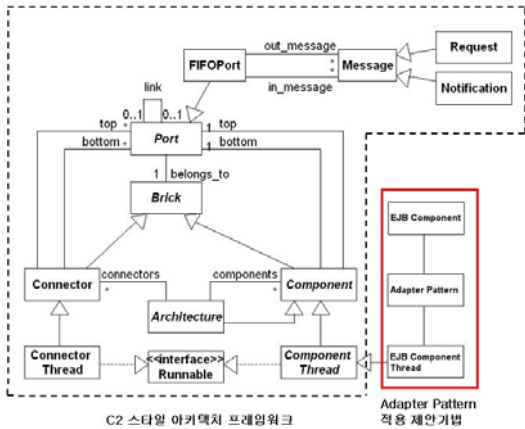 out_message
Request
FIFOPort
*
*
Message
in_message
Notification
link
0..1
0..1
top
*
1
top
Port
bottom
*
1
bottom
1
belongs_to
Brick
EJB Component
Connector
connectors
*
components
*
Component
Adapter Pattern
Architecture
Connector
Thread
<<interface>>
Runnable
Component
Thread
EJB Component
Thread
C2 스타일 아키텍처 프레임워크
Adapter Pattern
적용 제안기법